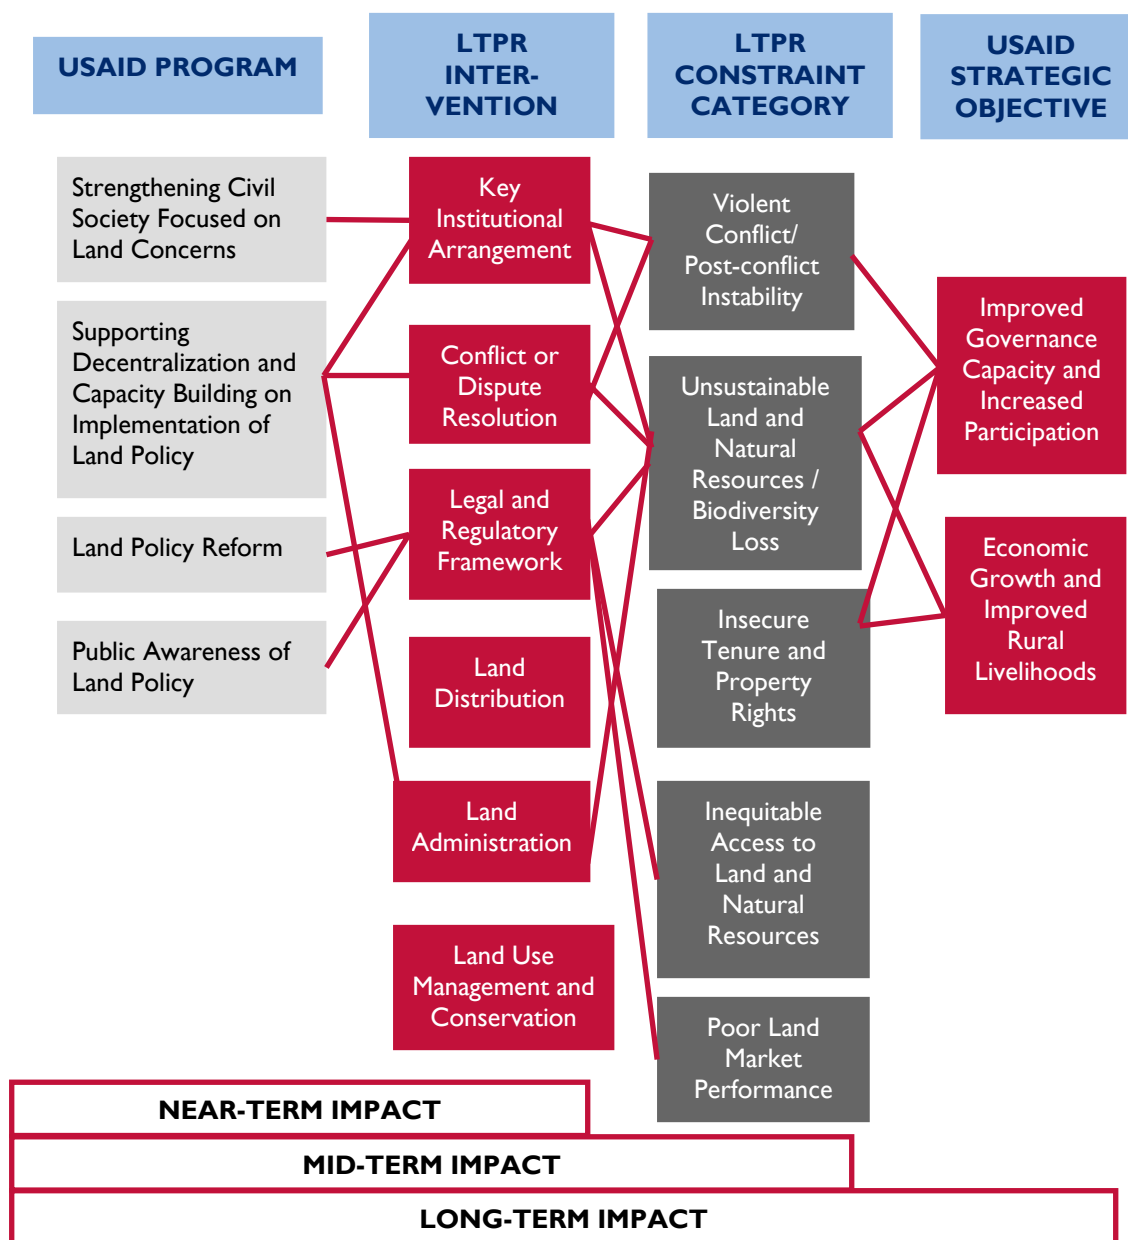 USAID PROGRAM
LTPR
INTER-
VENTION
LTPR
CONSTRAINT
CATEGORY
USAID
STRATEGIC
OBJECTIVE
Strengthening Civil
Society Focused on
Land Concerns
Supporting
Decentralization and
Capacity Building on
Implementation of
Land Policy
Land Policy Reform
Public Awareness of
Land Policy
Key
Institutional
Arrangement
Conflict or
Dispute
Resolution
Legal and
Regulatory
Framework
Land
Distribution
Land
Administration
Land Use
Management and
Conservation
Violent
Conflict/
Post-conflict
Instability
Unsustainable
Land and
Natural
Resources /
Biodiversity
Loss
Insecure
Tenure and
Property
Rights
Inequitable
Access to
Land and
Natural
Resources
Poor Land
Market
Performance
Improved
Governance
Capacity and
Increased
Participation
Economic
Growth and
Improved
Rural
Livelihoods
NEAR-TERM IMPACT
MID-TERM IMPACT
LONG-TERM IMPACT